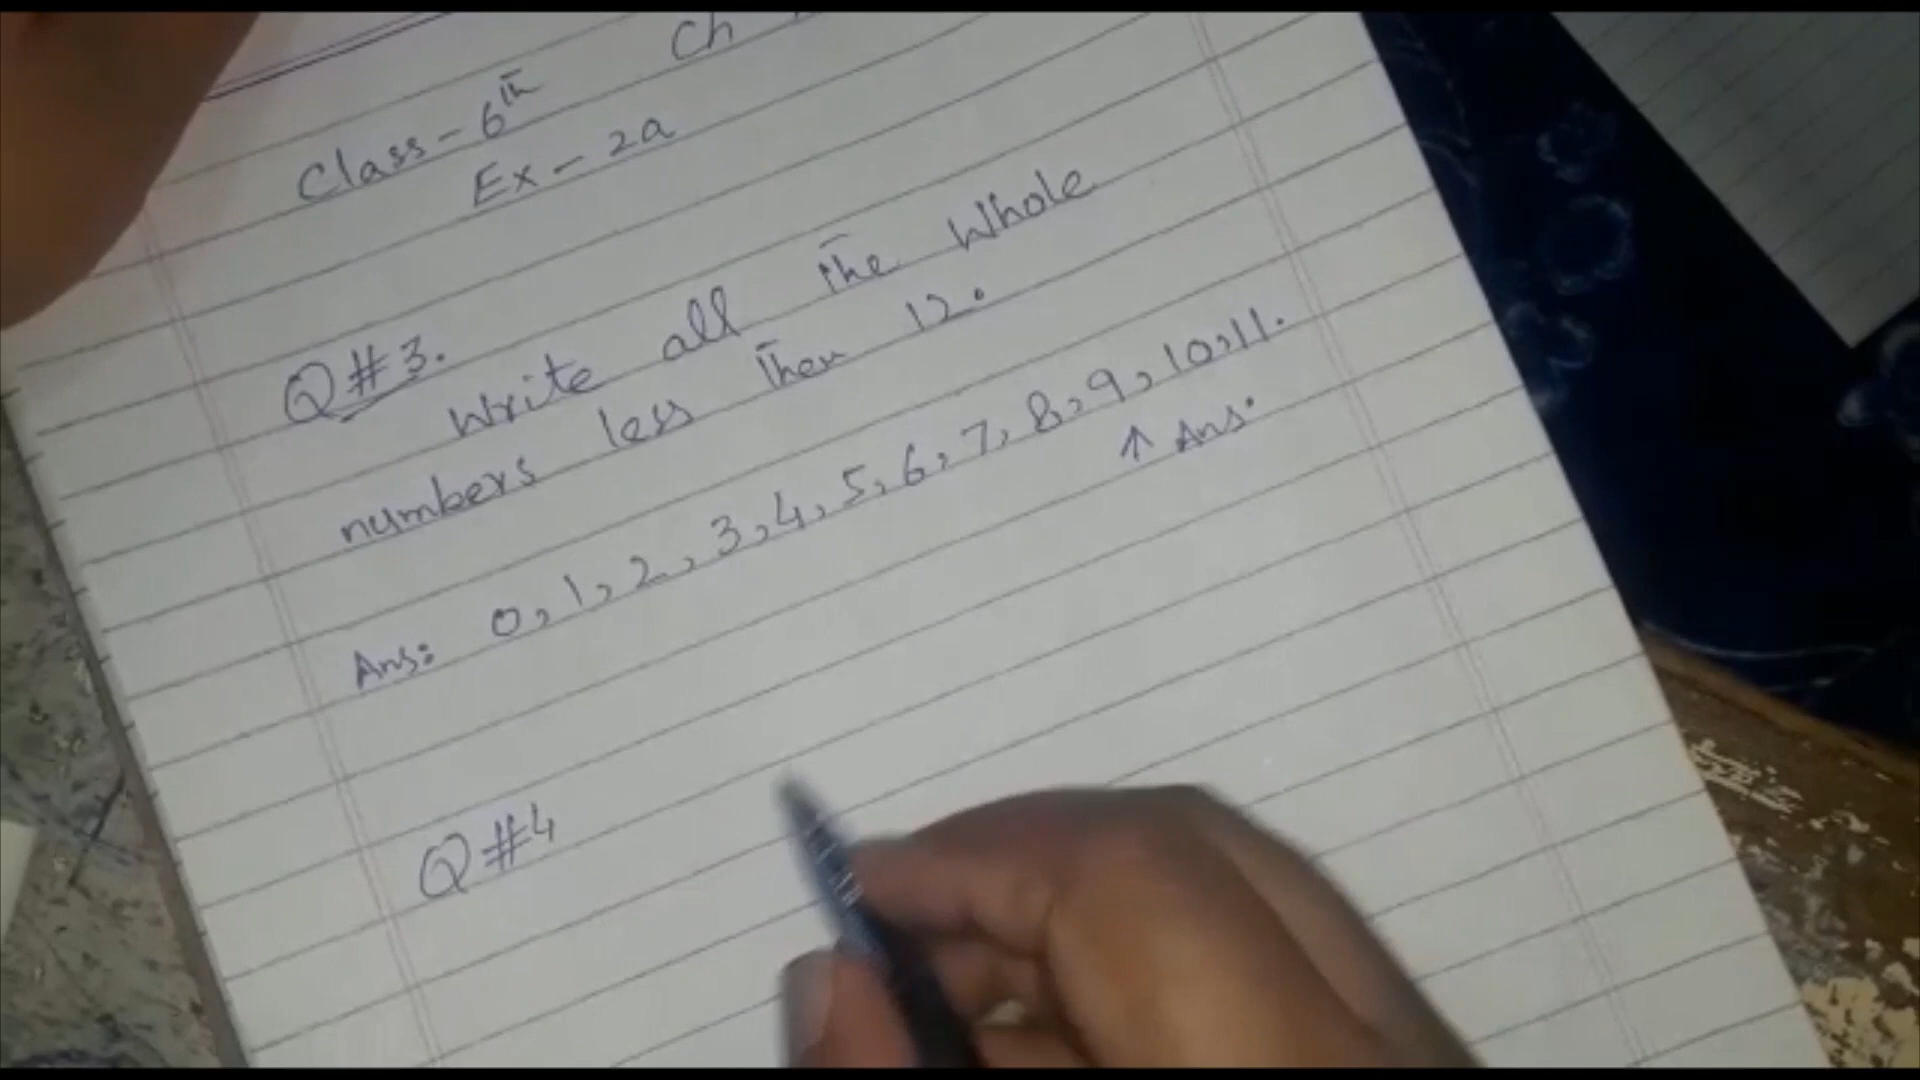 Ch
Class - 6th
Ex - 2a
Q#3.
Write all the Whole
numbers less then 12.
Ans: 0, 1, 2, 3, 4, 5, 6, 7, 8, 9, 10, 11.
↑ Ans.
Q#4